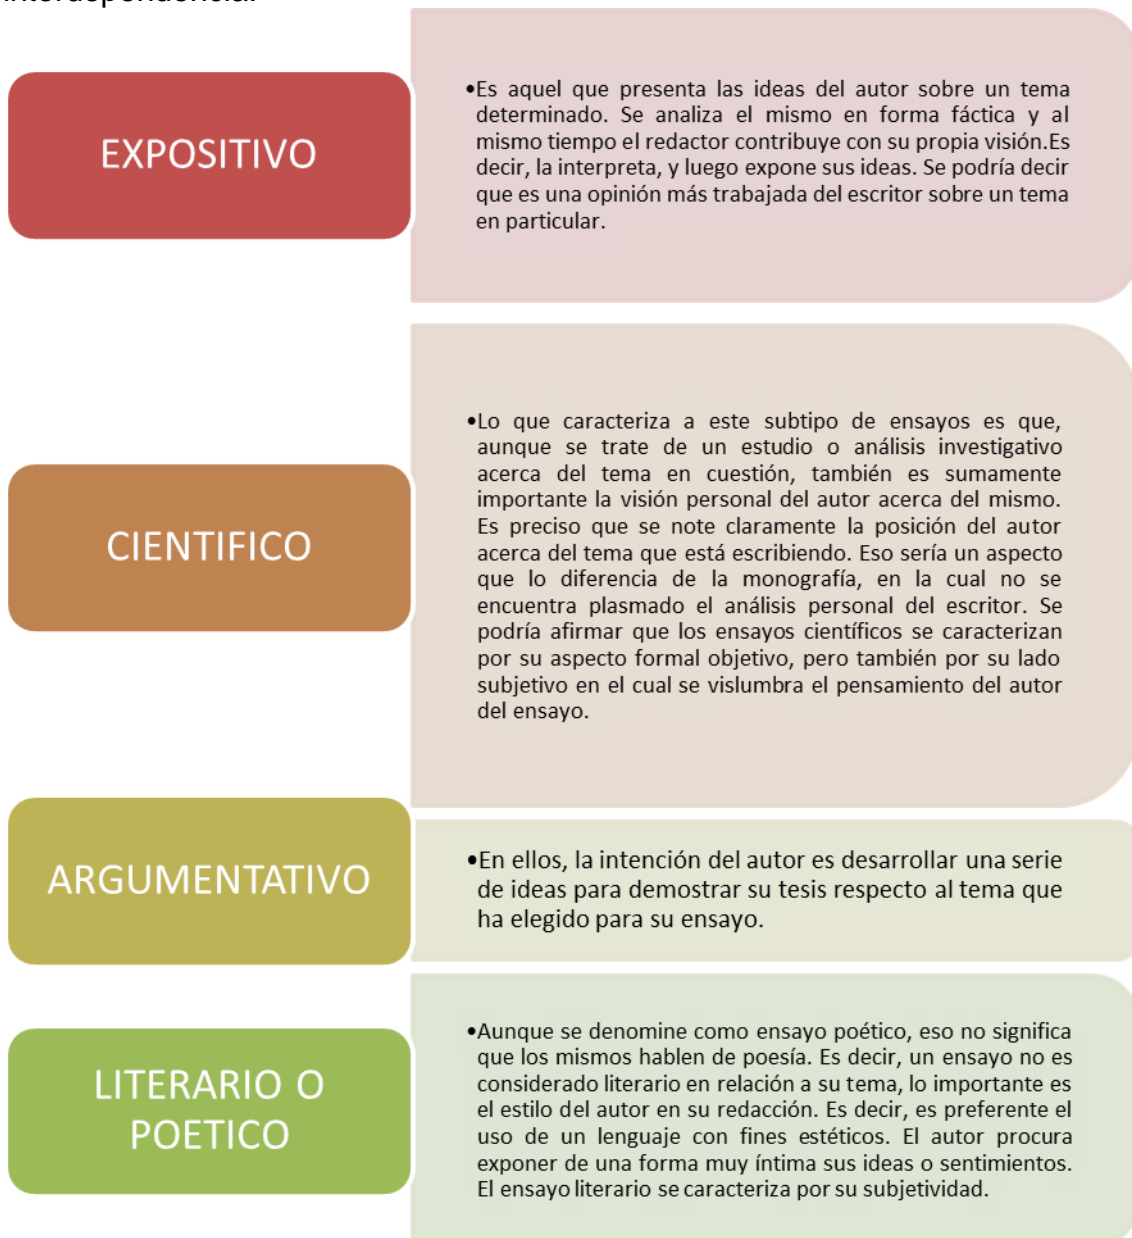 interdependencia.
EXPOSITIVO
•Es aquel que presenta las ideas del autor sobre un tema
determinado. Se analiza el mismo en forma fáctica y al
mismo tiempo el redactor contribuye con su propia visión.Es
decir, la interpreta, y luego expone sus ideas. Se podría decir
que es una opinión más trabajada del escritor sobre un tema
en particular.
CIENTIFICO
•Lo que caracteriza a este subtipo de ensayos es que,
aunque se trate de un estudio o análisis investigativo
acerca del tema en cuestión, también es sumamente
importante la visión personal del autor acerca del mismo.
Es preciso que se note claramente la posición del autor
acerca del tema que está escribiendo. Eso sería un aspecto
que lo diferencia de la monografía, en la cual no se
encuentra plasmado el análisis personal del escritor. Se
podría afirmar que los ensayos científicos se caracterizan
por su aspecto formal objetivo, pero también por su lado
subjetivo en el cual se vislumbra el pensamiento del autor
del ensayo.
ARGUMENTATIVO
•En ellos, la intención del autor es desarrollar una serie
de ideas para demostrar su tesis respecto al tema que
ha elegido para su ensayo.
LITERARIO O
POETICO
•Aunque se denomine como ensayo poético, eso no significa
que los mismos hablen de poesía. Es decir, un ensayo no es
considerado literario en relación a su tema, lo importante es
el estilo del autor en su redacción. Es decir, es preferente el
uso de un lenguaje con fines estéticos. El autor procura
exponer de una forma muy íntima sus ideas o sentimientos.
El ensayo literario se caracteriza por su subjetividad.